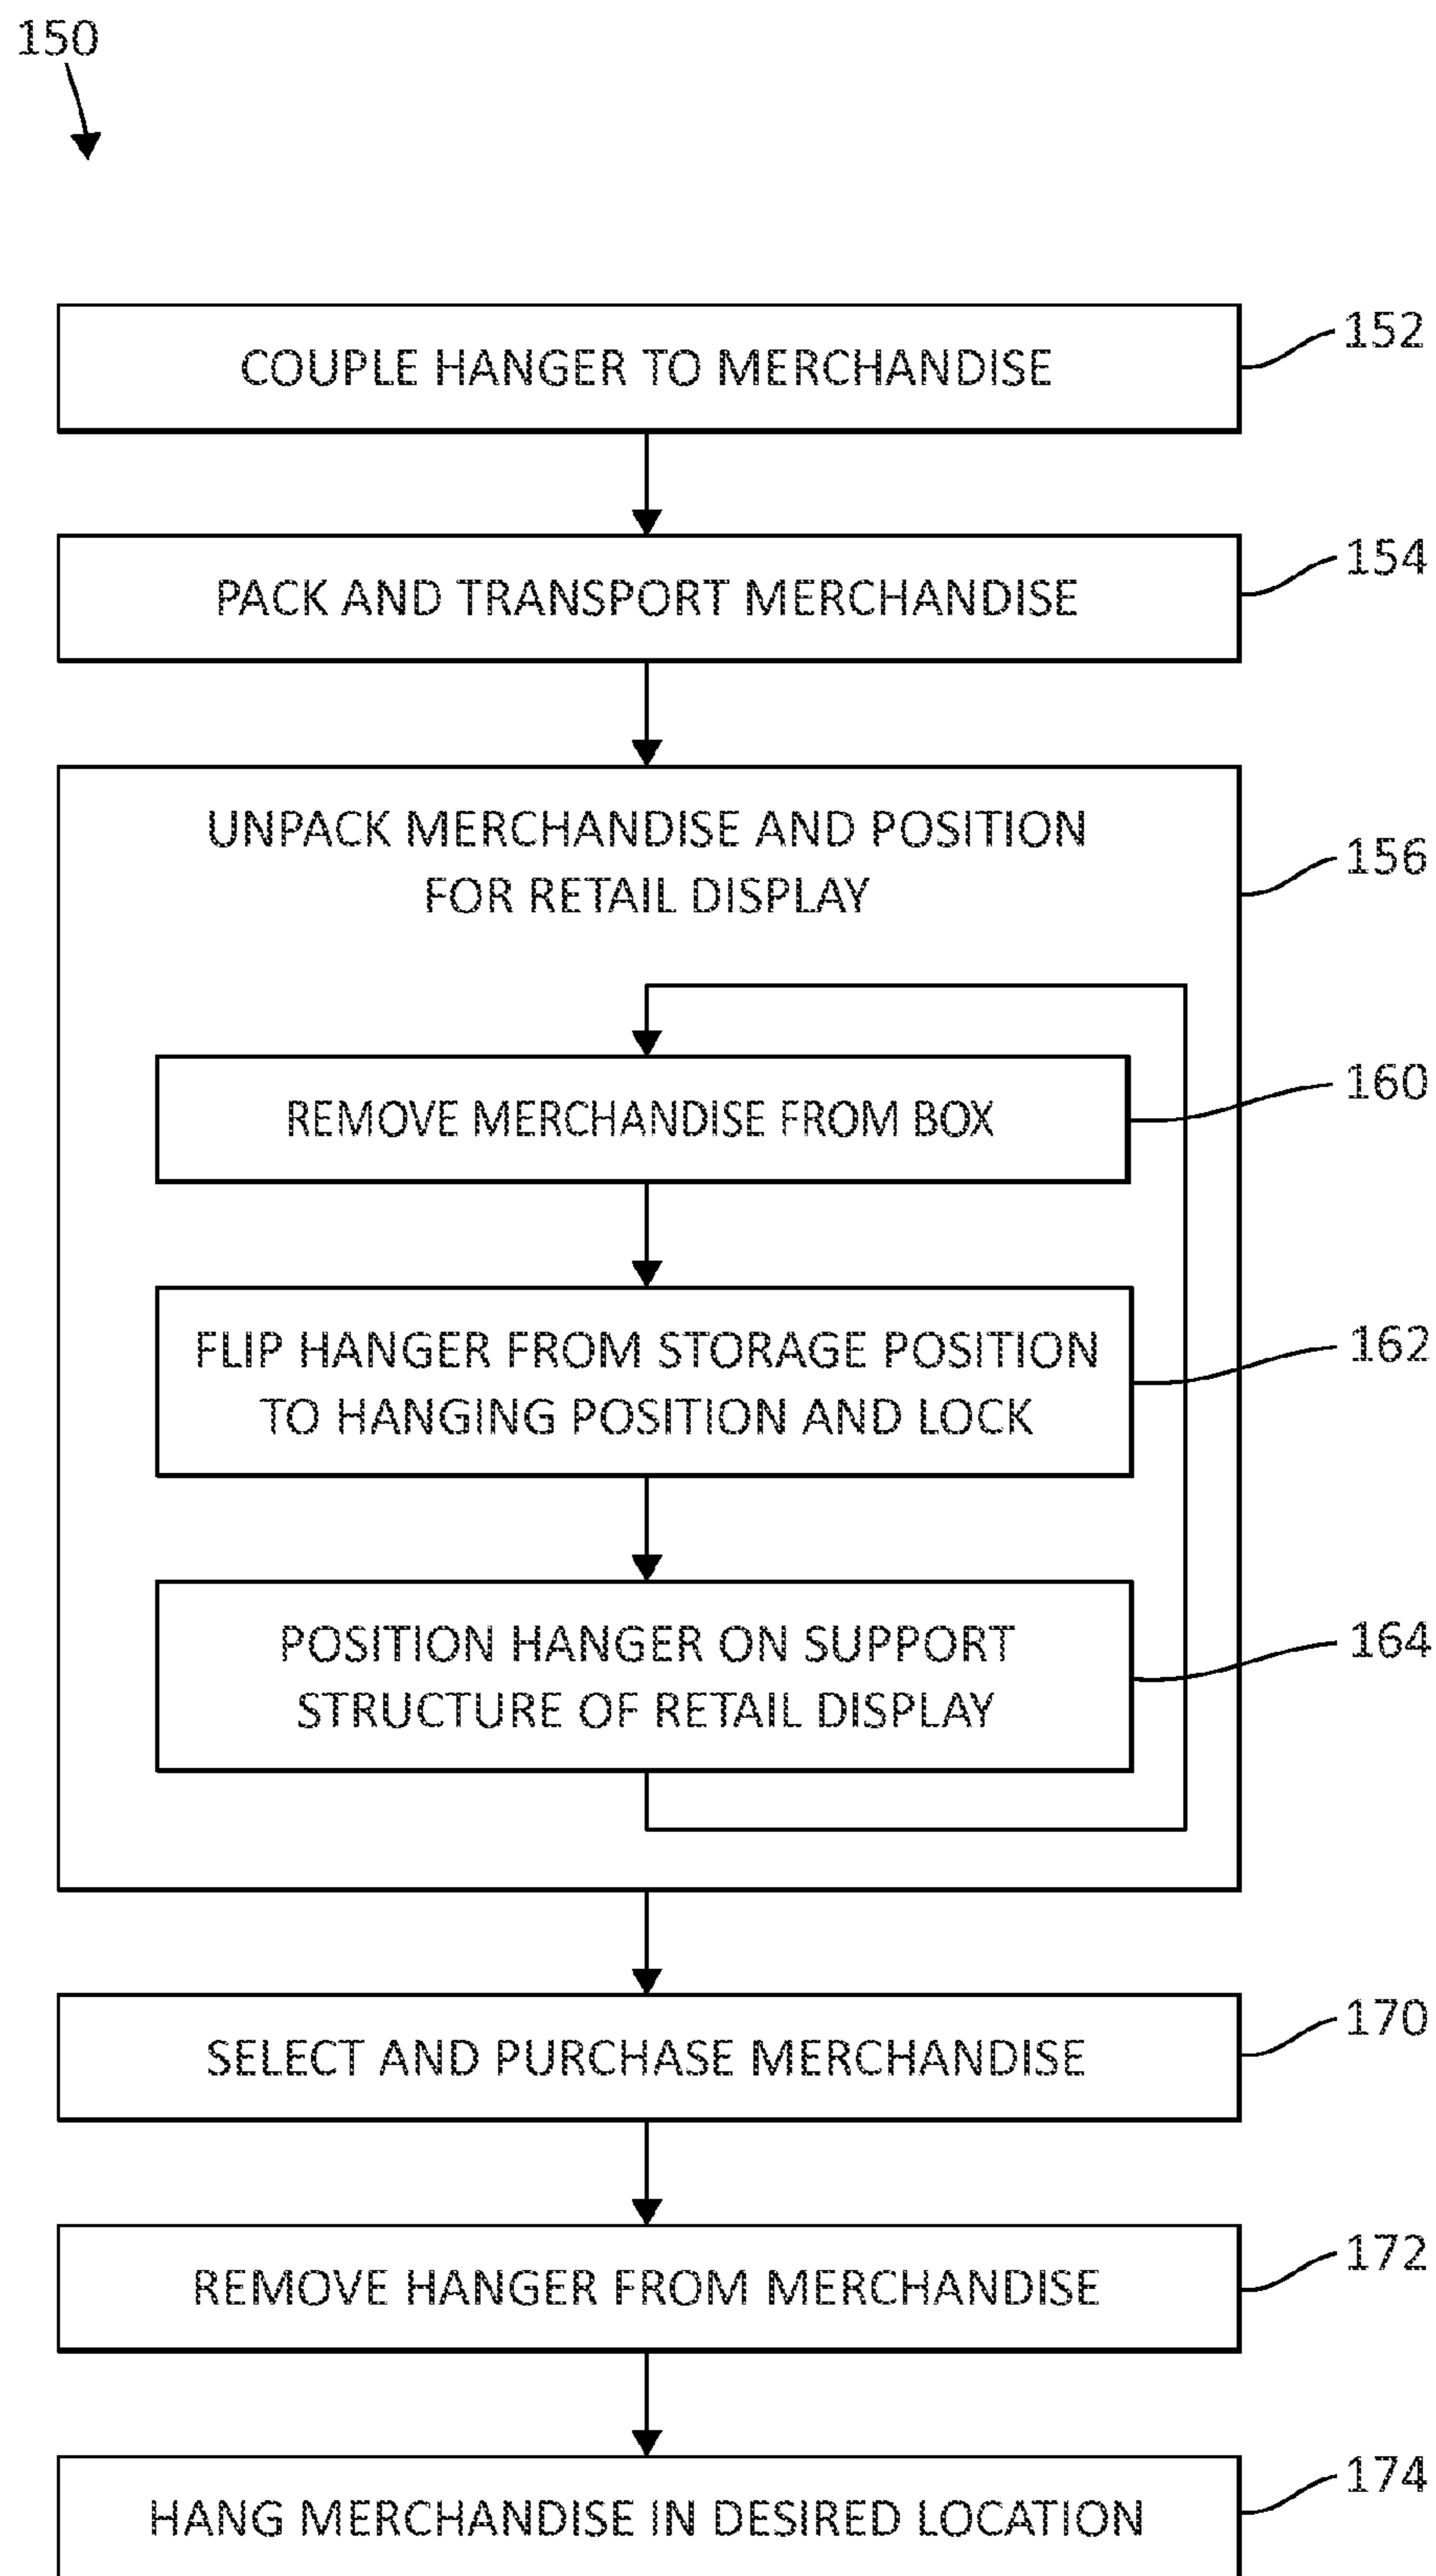 150
COUPLE HANGER TO MERCHANDISE
152
PACK AND TRANSPORT MERCHANDISE
154
UNPACK MERCHANDISE AND POSITION
FOR RETAIL DISPLAY
156
REMOVE MERCHANDISE FROM BOX
160
FLIP HANGER FROM STORAGE POSITION
TO HANGING POSITION AND LOCK
162
POSITION HANGER ON SUPPORT
STRUCTURE OF RETAIL DISPLAY
164
SELECT AND PURCHASE MERCHANDISE
170
REMOVE HANGER FROM MERCHANDISE
172
HANG MERCHANDISE IN DESIRED LOCATION
174